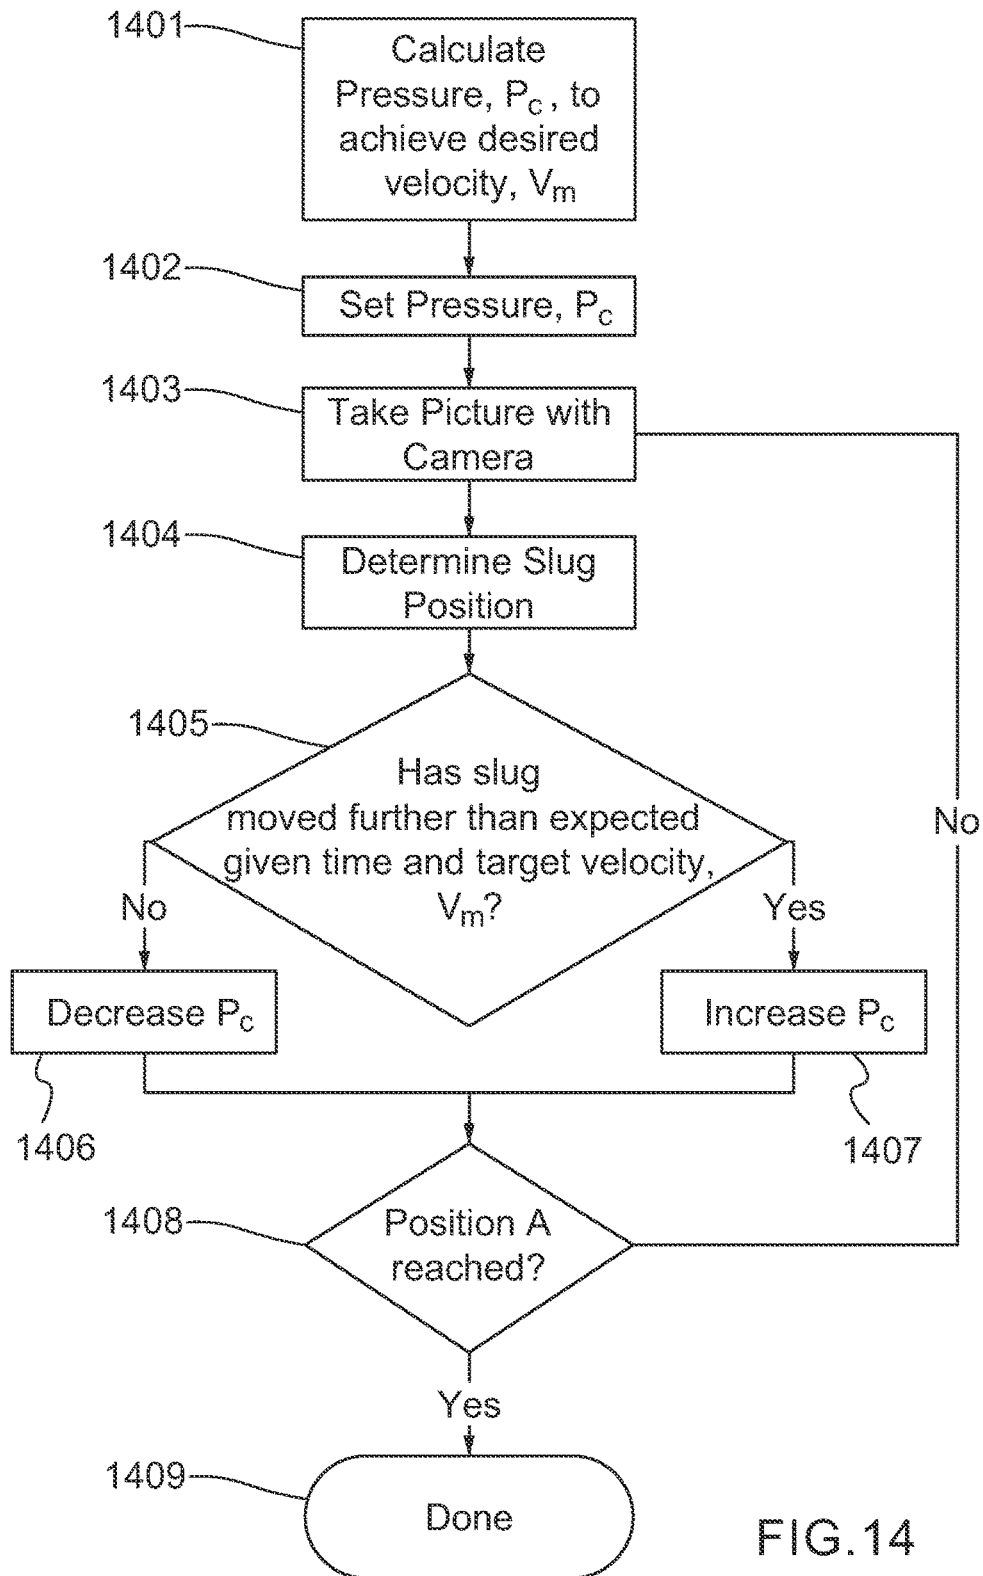 1401
Calculate
Pressure, Pc, to
achieve desired
velocity, Vm
1402
Set Pressure, Pc
1403
Take Picture with
Camera
1404
Determine Slug
Position
1405
Has slug
moved further than expected
given time and target velocity,
Vm?
No
Yes
No
Decrease Pc
Increase Pc
1406
1407
1408
Position A
reached?
Yes
1409
Done
FIG.14